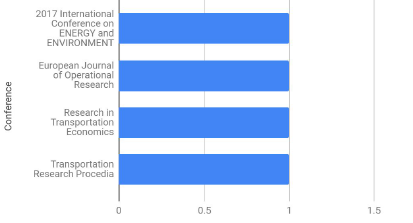 2017 International
Conference on
ENERGY and
ENVIRONMENT
European Journal
of Operational
Research
Research in
Transportation
Economics
Transportation
Research Procedia
Conference
0 0.5 1 1.5